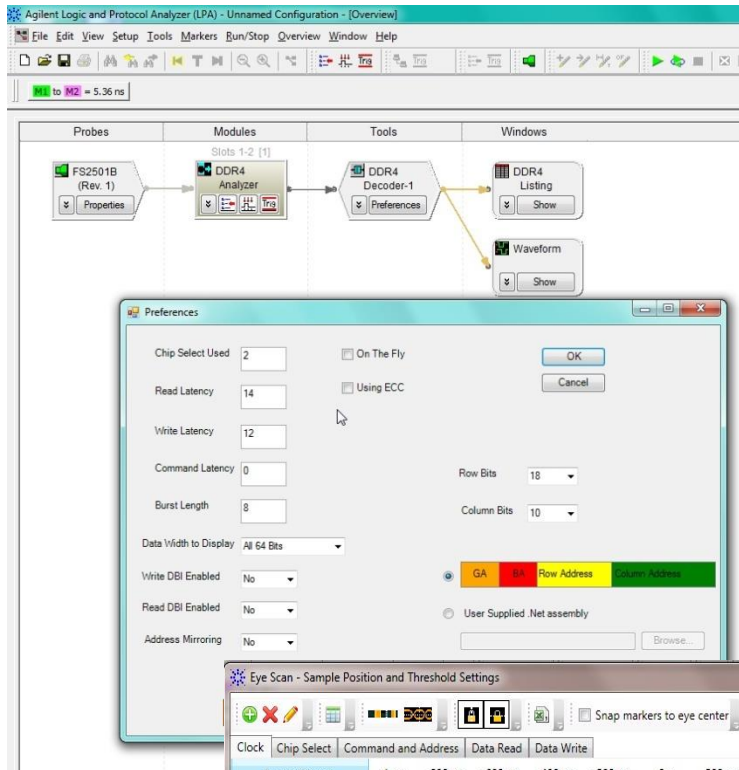 Agilent Logic and Protocol Analyzer (LPA) - Unnamed Configuration - [Overview]
File Edit View Setup Tools Markers Run/Stop Overview Window Help
M1 to M2 = 5.36 ns
Probes Modules Tools Windows
Slots 1-2 [1]
FS2501B
(Rev. 1)
Properties
DDR4
Analyzer
Trig
DDR4
Decoder-1
Preferences
DDR4
Listing
Show
Waveform
Show
Preferences
Chip Select Used 2 On The Fly OK
Read Latency 14 Using ECC Cancel
Write Latency 12
Command Latency 0 Row Bits 18
Burst Length 8 Column Bits 10
Data Width to Display All 64 Bits
Write DBI Enabled No GA BA Row Address Column Address
Read DBI Enabled No User Supplied .Net assembly
Address Mirroring No Browse...
Eye Scan - Sample Position and Threshold Settings
Snap markers to eye center
Clock Chip Select Command and Address Data Read Data Write